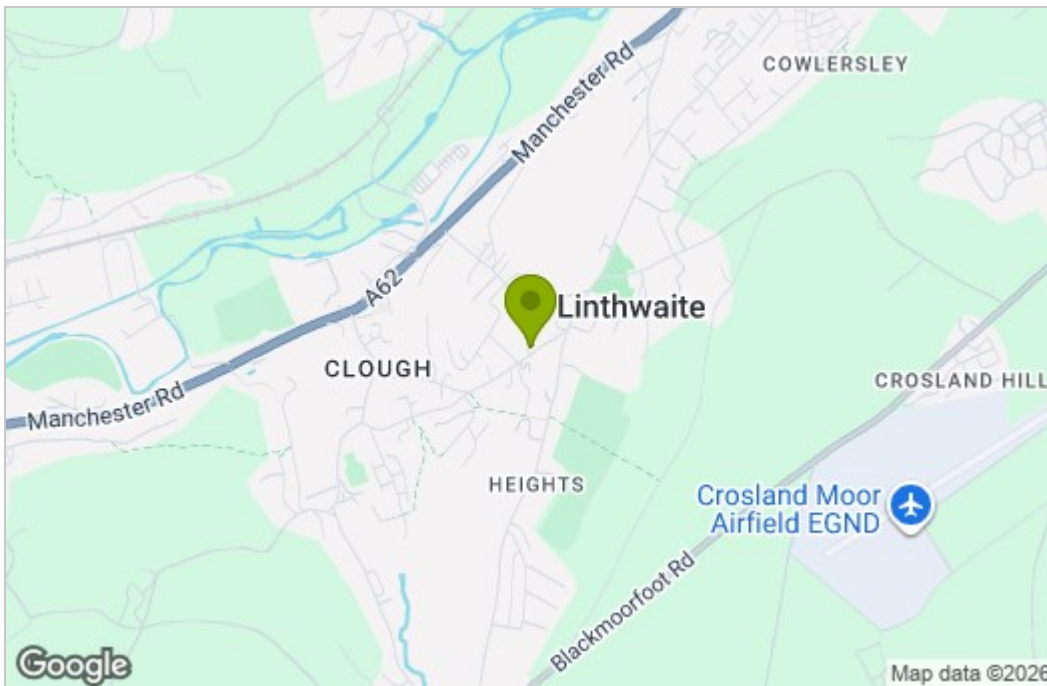 COWLERSLEY
Manchester Rd
A62
Linthwaite
CLOUGH
CROSLAND HILL
Manchester Rd
HEIGHTS
Crosland Moor
Airfield EGND
Blackmoorfoot Rd
Google
Map data ©2026